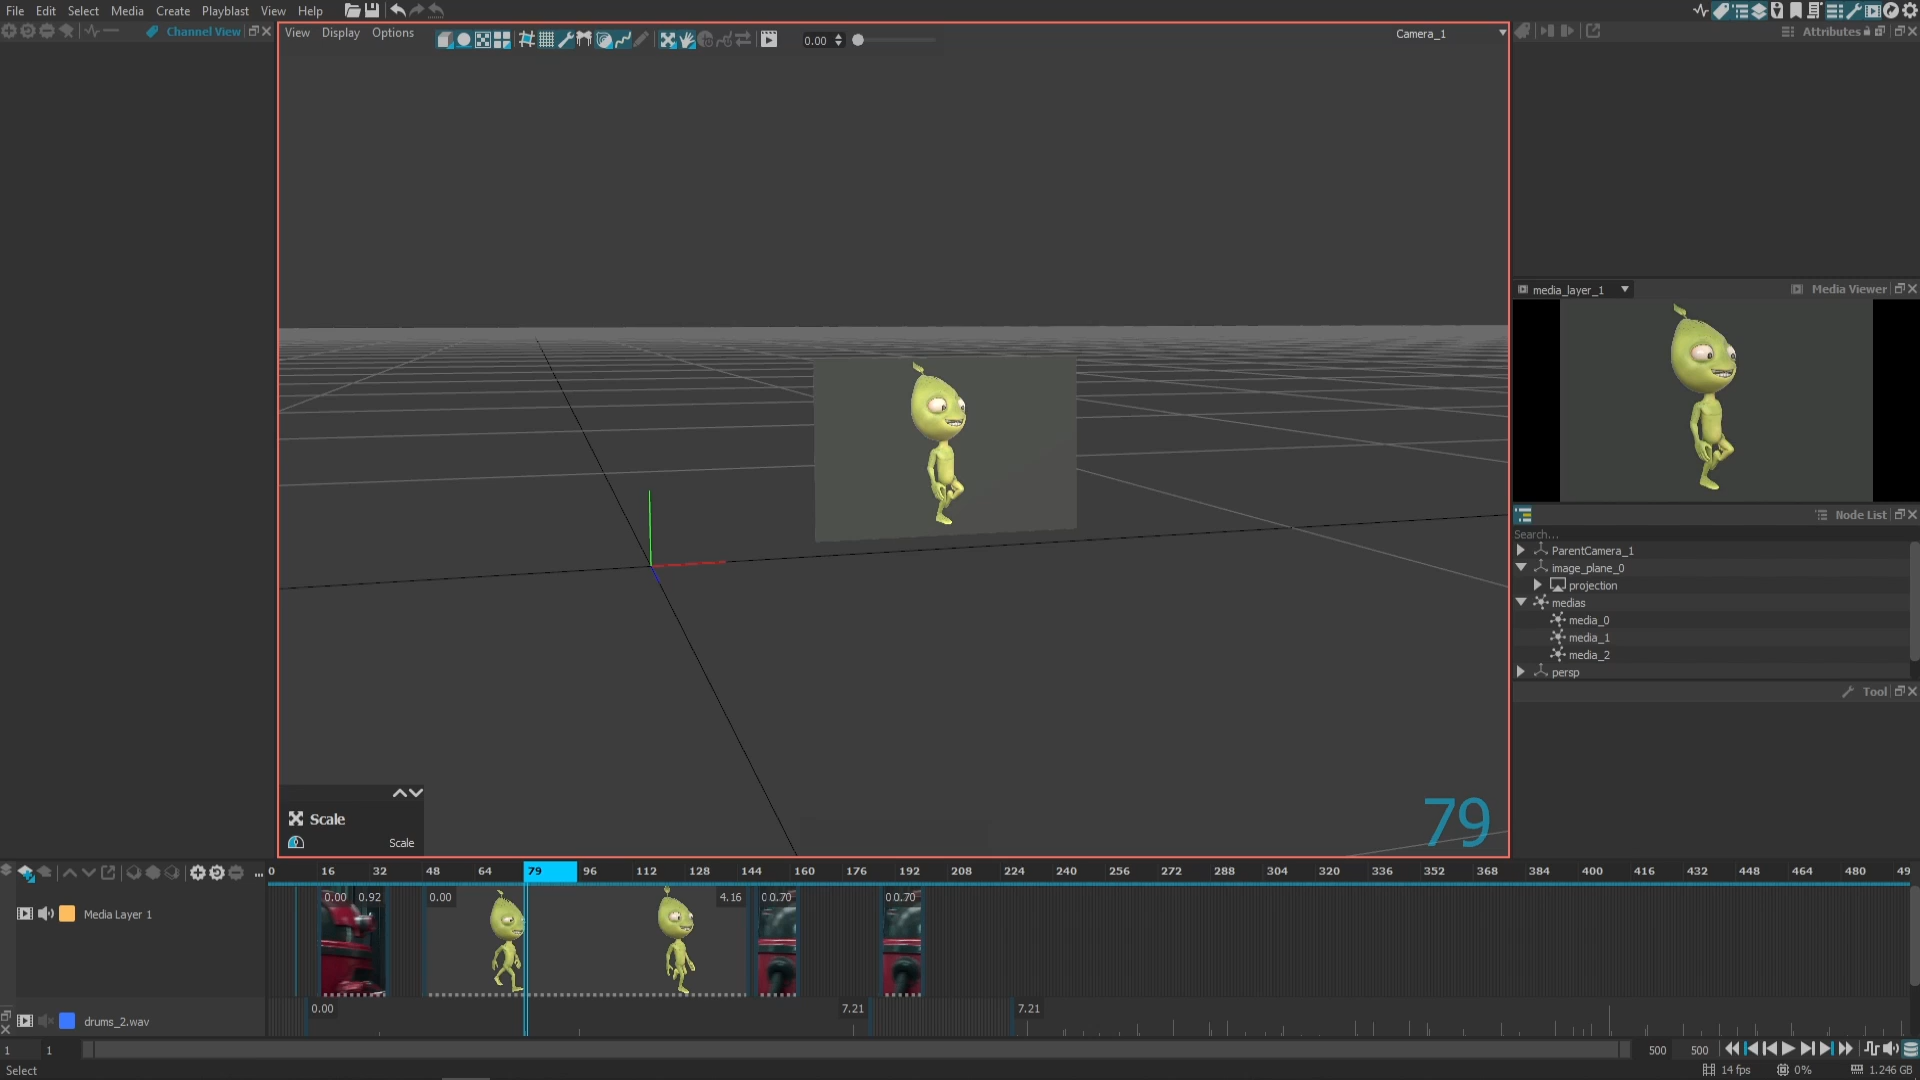 File Edit Select Media Create Playblast View Help
Channel View
View Display Options
0.00
Camera_1
Attributes
media_layer_1
Media Viewer
Node List
Search...
ParentCamera_1
image_plane_0
projection
medias
media_0
media_1
media_2
persp
Tool
Scale
Scale
79
...
0 16 32 48 64 79 96 112 128 144 160 176 192 208 224 240 256 272 288 304 320 336 352 368 384 400 416 432 448 464 480 49
0.00 0.92 0.00 4.16 0 0.70 0 0.70
Media Layer 1
0.00 7.21 7.21
drums_2.wav
1 1 500 500
Select
14 fps 0% 1.246 GB